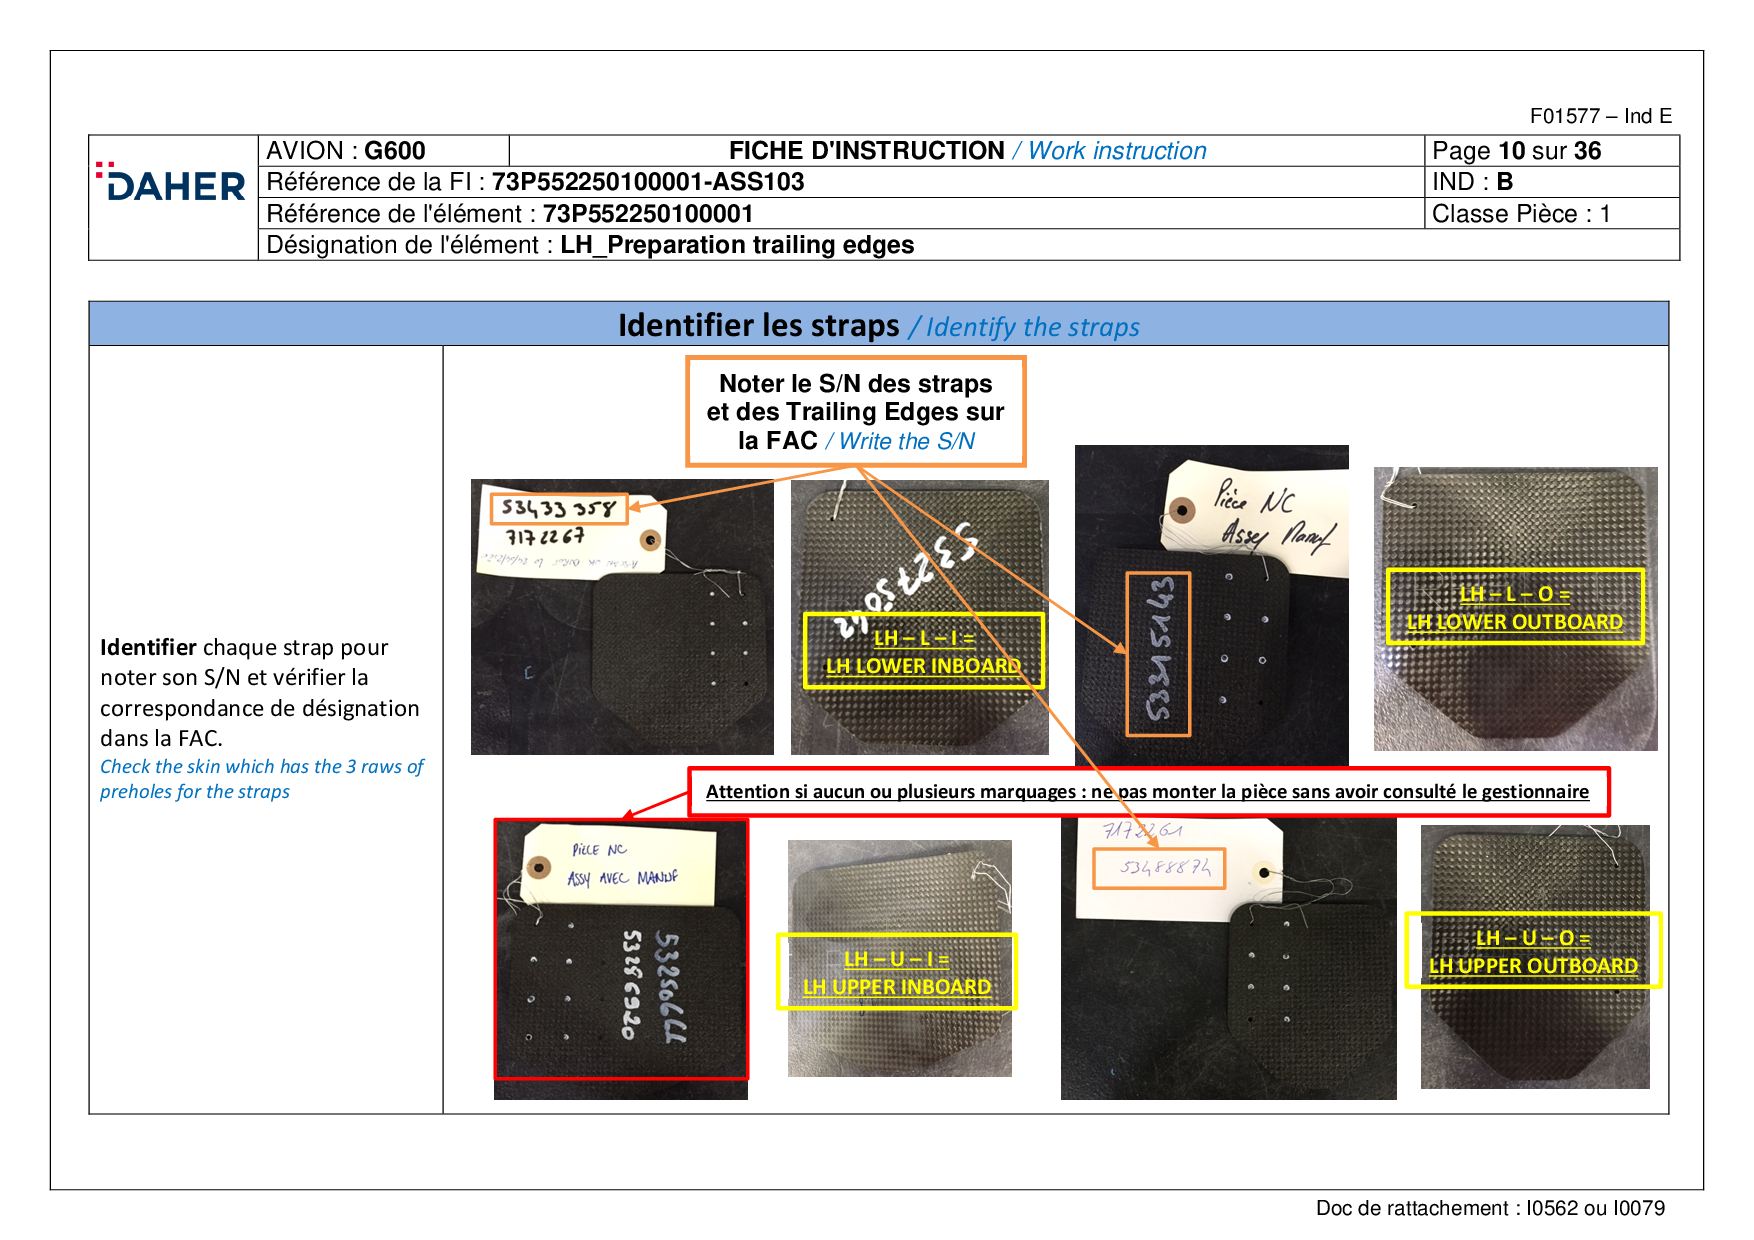 F01577 – Ind E
DAHER
AVION : G600
FICHE D'INSTRUCTION / Work instruction
Page 10 sur 36
Référence de la FI : 73P552250100001-ASS103
IND : B
Référence de l'élément : 73P552250100001
Classe Pièce : 1
Désignation de l'élément : LH_Preparation trailing edges
Identifier les straps / Identify the straps
Identifier chaque strap pour
noter son S/N et vérifier la
correspondance de désignation
dans la FAC.
Check the skin which has the 3 raws of
preholes for the straps
Noter le S/N des straps
et des Trailing Edges sur
la FAC / Write the S/N
53433358
7172267
LH – L – I =
LH LOWER INBOARD
Pièce NC
Assy Manuf
53315143
LH – L – O =
LH LOWER OUTBOARD
Attention si aucun ou plusieurs marquages : ne pas monter la pièce sans avoir consulté le gestionnaire
PIECE NC
ASSY AVEC MANUF
53256920
LH – U – I =
LH UPPER INBOARD
7172261
53488874
LH – U – O =
LH UPPER OUTBOARD
Doc de rattachement : I0562 ou I0079